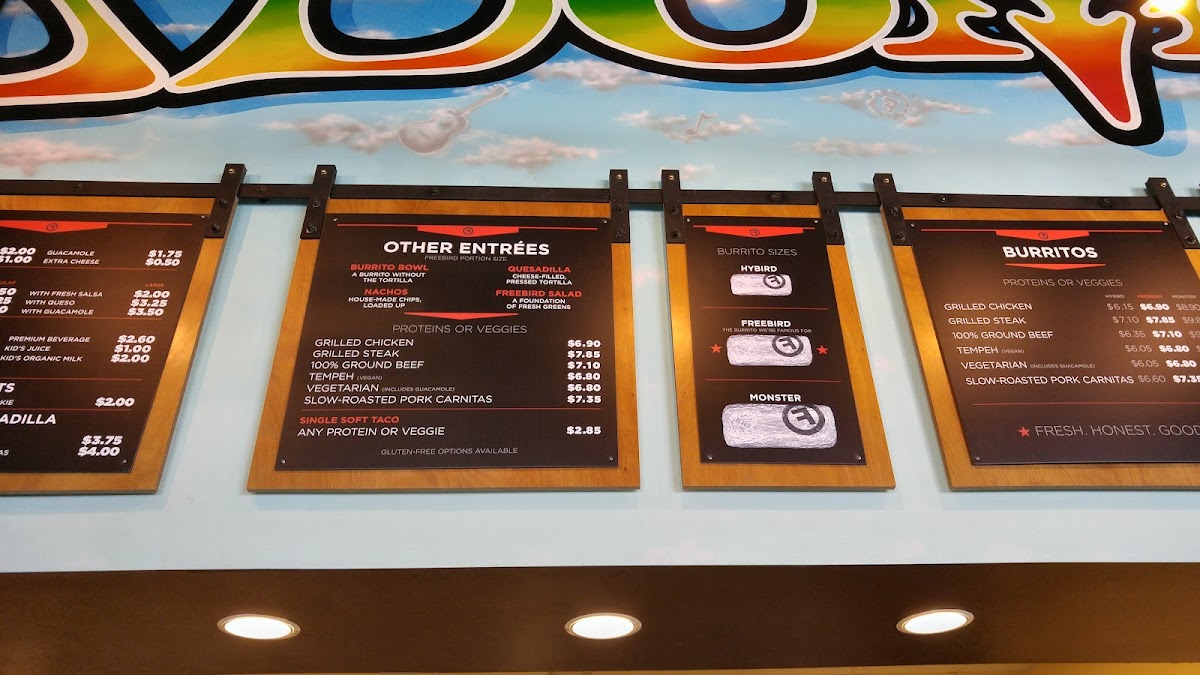 $2.00 GUACAMOLE $1.75
$1.00 EXTRA CHEESE $0.50
LARGE
WITH FRESH SALSA $2.00
WITH QUESO $3.25
WITH GUACAMOLE $3.50
PREMIUM BEVERAGE $2.60
KID'S JUICE $1.00
KID'S ORGANIC MILK $2.00
$2.00
$3.75
$4.00
OTHER ENTRÉES
FREEBIRD PORTION SIZE
BURRITO BOWL
A BURRITO WITHOUT
THE TORTILLA
QUESADILLA
CHEESE-FILLED,
PRESSED TORTILLA
NACHOS
HOUSE-MADE CHIPS,
LOADED UP
FREEBIRD SALAD
A FOUNDATION
OF FRESH GREENS
PROTEINS OR VEGGIES
GRILLED CHICKEN $6.90
GRILLED STEAK $7.85
100% GROUND BEEF $7.10
TEMPEH (VEGAN) $6.80
VEGETARIAN (INCLUDES GUACAMOLE) $6.80
SLOW-ROASTED PORK CARNITAS $7.35
SINGLE SOFT TACO
ANY PROTEIN OR VEGGIE $2.85
GLUTEN-FREE OPTIONS AVAILABLE
BURRITO SIZES
HYBIRD
FREEBIRD
THE BURRITO WE'RE FAMOUS FOR
MONSTER
BURRITOS
PROTEINS OR VEGGIES
HYBIRD FREEBIRD MONSTER
GRILLED CHICKEN $6.15 $6.90 $8.90
GRILLED STEAK $7.10 $7.85
100% GROUND BEEF $6.35 $7.10
TEMPEH (VEGAN) $6.05 $6.80
VEGETARIAN (INCLUDES GUACAMOLE) $6.05 $6.80
SLOW-ROASTED PORK CARNITAS $6.60 $7.35
FRESH. HONEST. GOOD